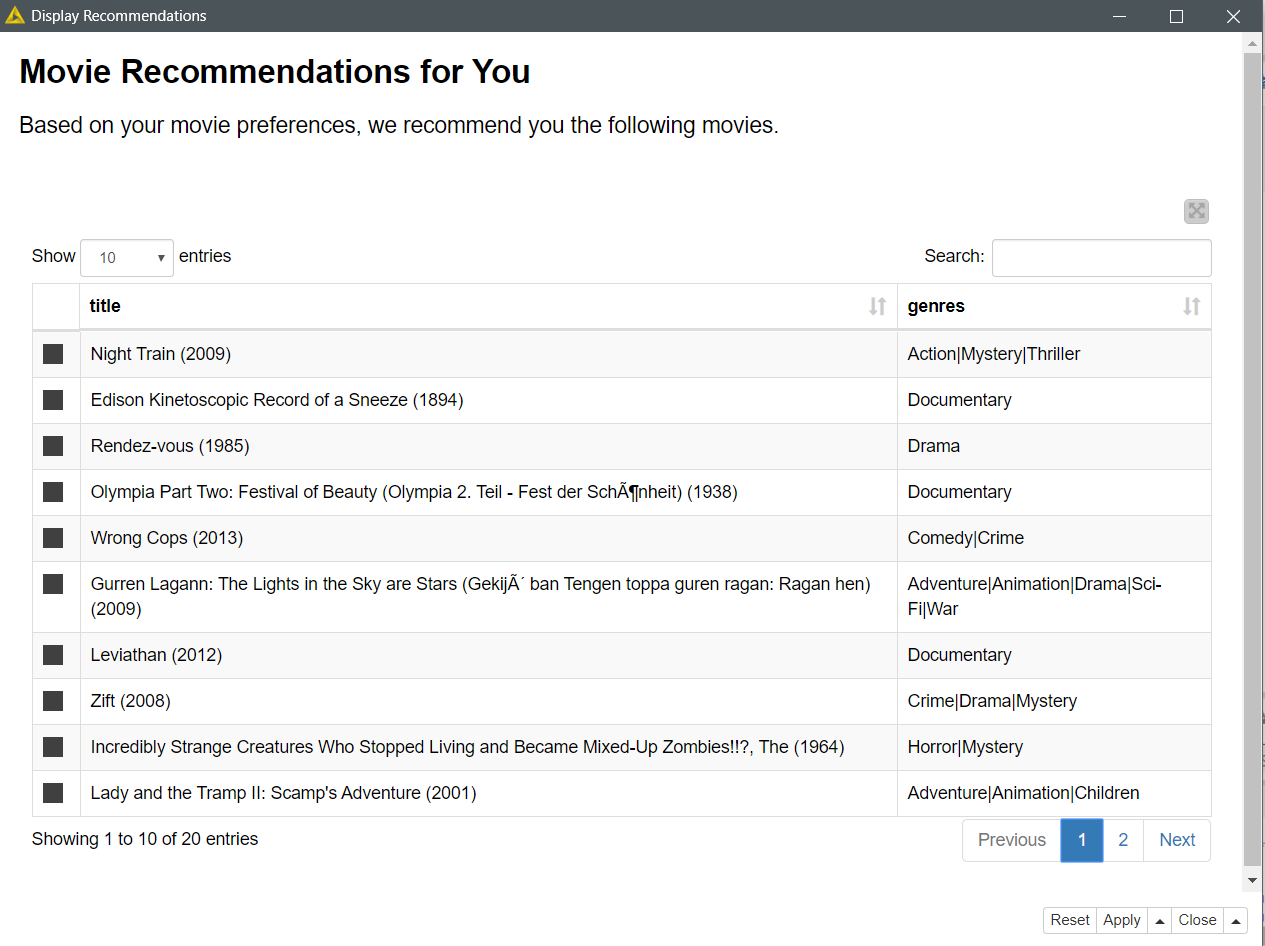 Display Recommendations
Movie Recommendations for You
Based on your movie preferences, we recommend you the following movies.
Show 10 entries Search:
title genres
Night Train (2009) Action|Mystery|Thriller
Edison Kinetoscopic Record of a Sneeze (1894) Documentary
Rendez-vous (1985) Drama
Olympia Part Two: Festival of Beauty (Olympia 2. Teil - Fest der SchÃ¶nheit) (1938) Documentary
Wrong Cops (2013) Comedy|Crime
Gurren Lagann: The Lights in the Sky are Stars (GekijÃ´ ban Tengen toppa guren ragan: Ragan hen) Adventure|Animation|Drama|Sci-
(2009) Fi|War
Leviathan (2012) Documentary
Zift (2008) Crime|Drama|Mystery
Incredibly Strange Creatures Who Stopped Living and Became Mixed-Up Zombies!!?, The (1964) Horror|Mystery
Lady and the Tramp II: Scamp's Adventure (2001) Adventure|Animation|Children
Showing 1 to 10 of 20 entries Previous 1 2 Next
Reset Apply Close